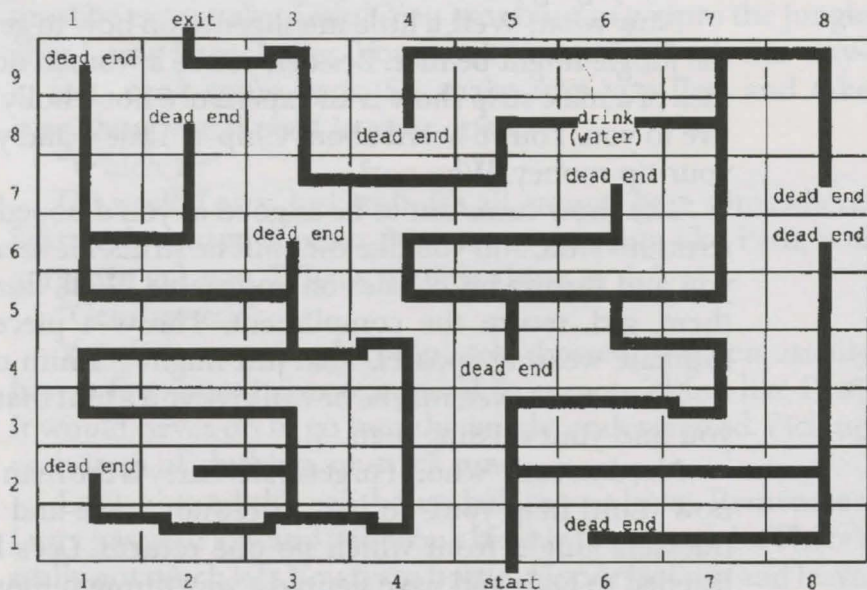 1 2 exit 3 4 5 6 7 8
9 dead end
8 dead end dead end drink
(water)
7 dead end dead end
6 dead end dead end
5
4 dead end
3
2 dead end
dead end
1 1
1 2 3 4 start 6 7 8